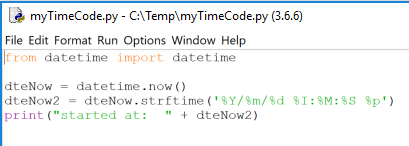 myTimeCode.py - C:\Temp\myTimeCode.py (3.6.6)
File Edit Format Run Options Window Help
from datetime import datetime
dteNow = datetime.now()
dteNow2 = dteNow.strftime('%Y/%m/%d %I:%M:%S %p')
print("started at:  " + dteNow2)